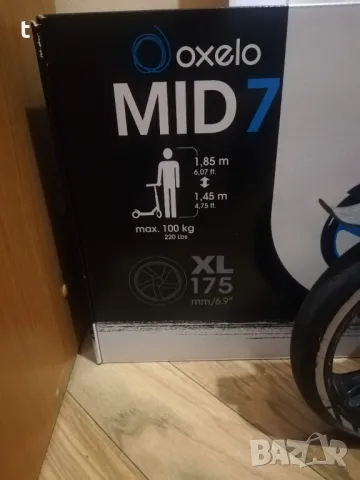 t
oxelo
MID 7
1,85 m
6,07 ft.
1,45 m
4,75 ft.
max. 100 kg
220 Lbs
XL
175
mm/6.9"
BAZAR